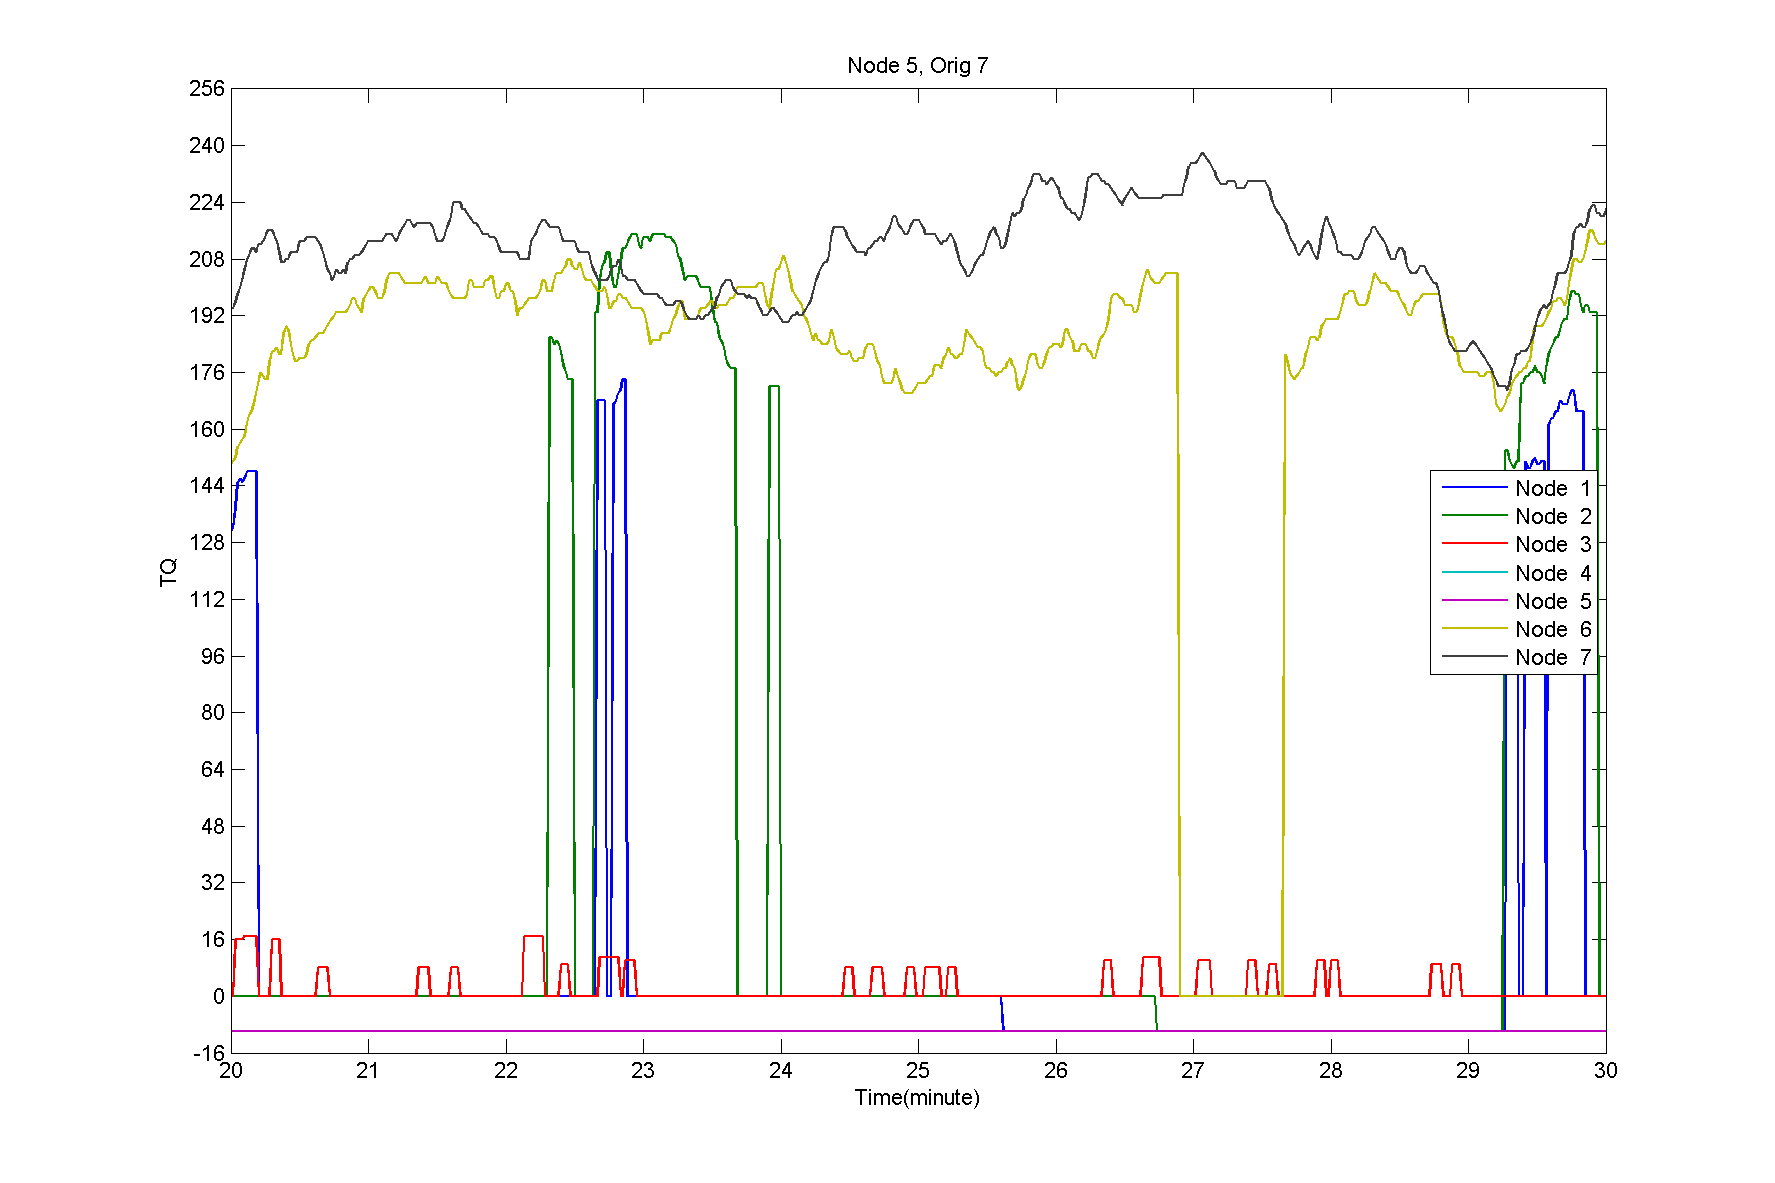 Node 5, Orig 7
256
240
224
208
192
176
160
144
128
112
96
80
64
48
32
16
0
-16
TQ
Node 1
Node 2
Node 3
Node 4
Node 5
Node 6
Node 7
20 21 22 23 24 25 26 27 28 29 30
Time(minute)